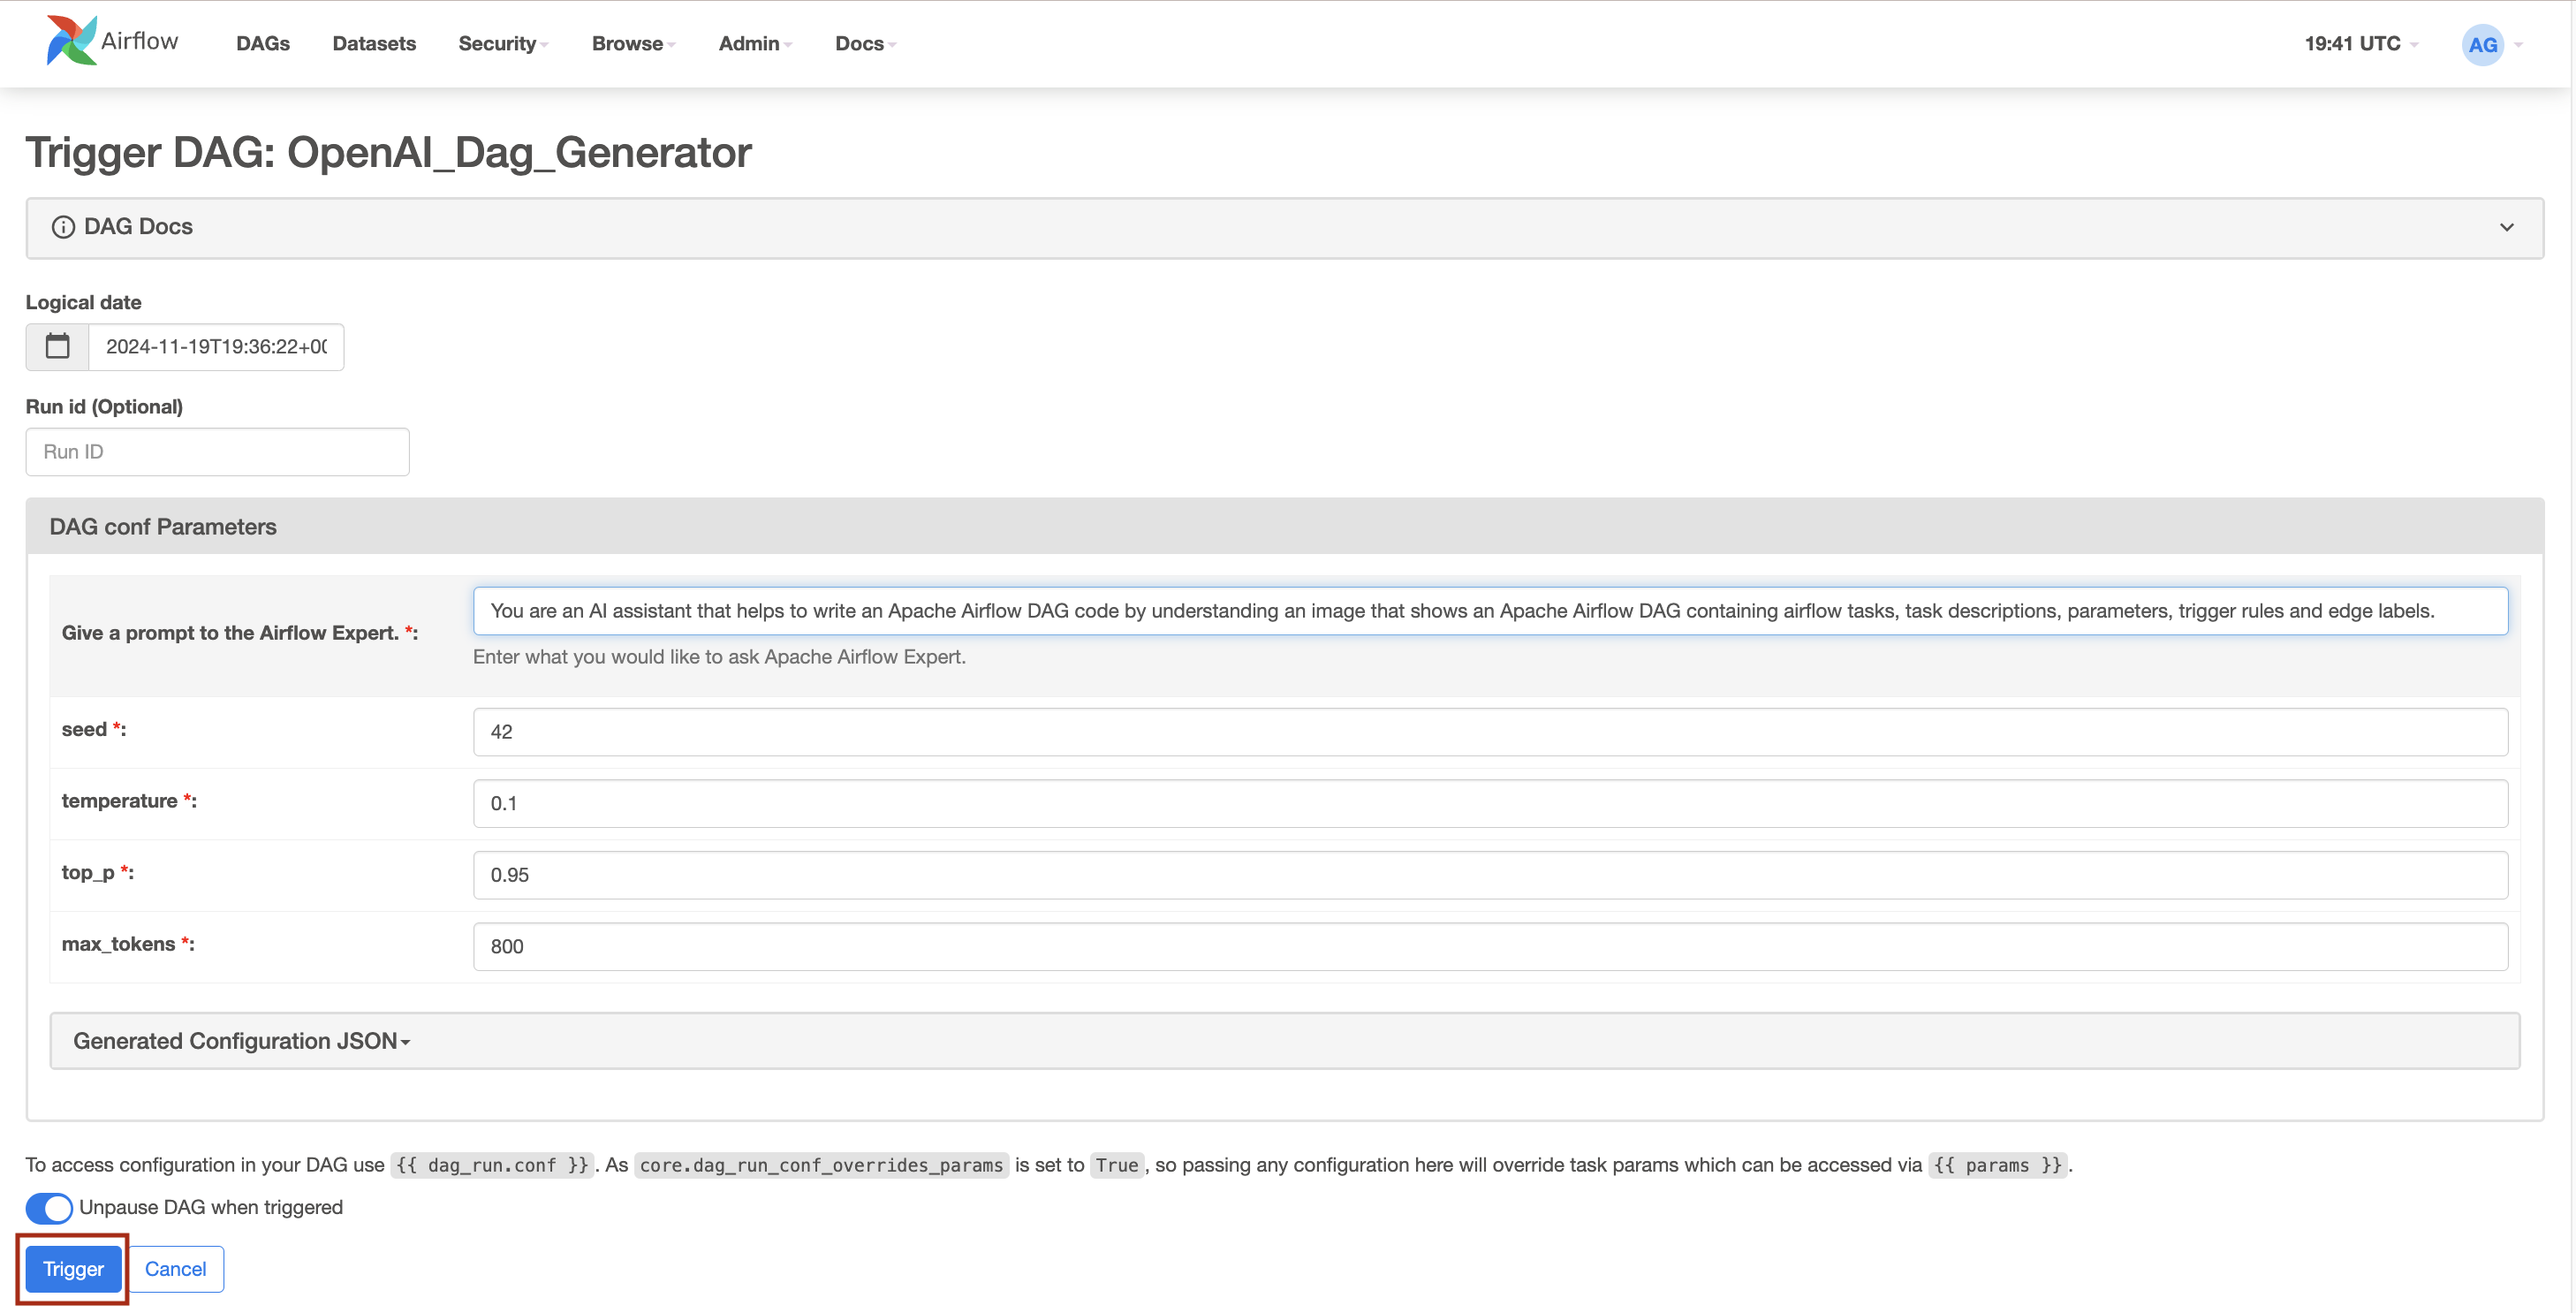 Airflow DAGs Datasets Security Browse Admin Docs 19:41 UTC AG
Trigger DAG: OpenAI_Dag_Generator
DAG Docs
Logical date
2024-11-19T19:36:22+00
Run id (Optional)
Run ID
DAG conf Parameters
Give a prompt to the Airflow Expert. *: You are an AI assistant that helps to write an Apache Airflow DAG code by understanding an image that shows an Apache Airflow DAG containing airflow tasks, task descriptions, parameters, trigger rules and edge labels.
Enter what you would like to ask Apache Airflow Expert.
seed *: 42
temperature *: 0.1
top_p *: 0.95
max_tokens *: 800
Generated Configuration JSON
To access configuration in your DAG use {{ dag_run.conf }}. As core.dag_run_conf_overrides_params is set to True, so passing any configuration here will override task params which can be accessed via {{ params }}.
Unpause DAG when triggered
Trigger Cancel